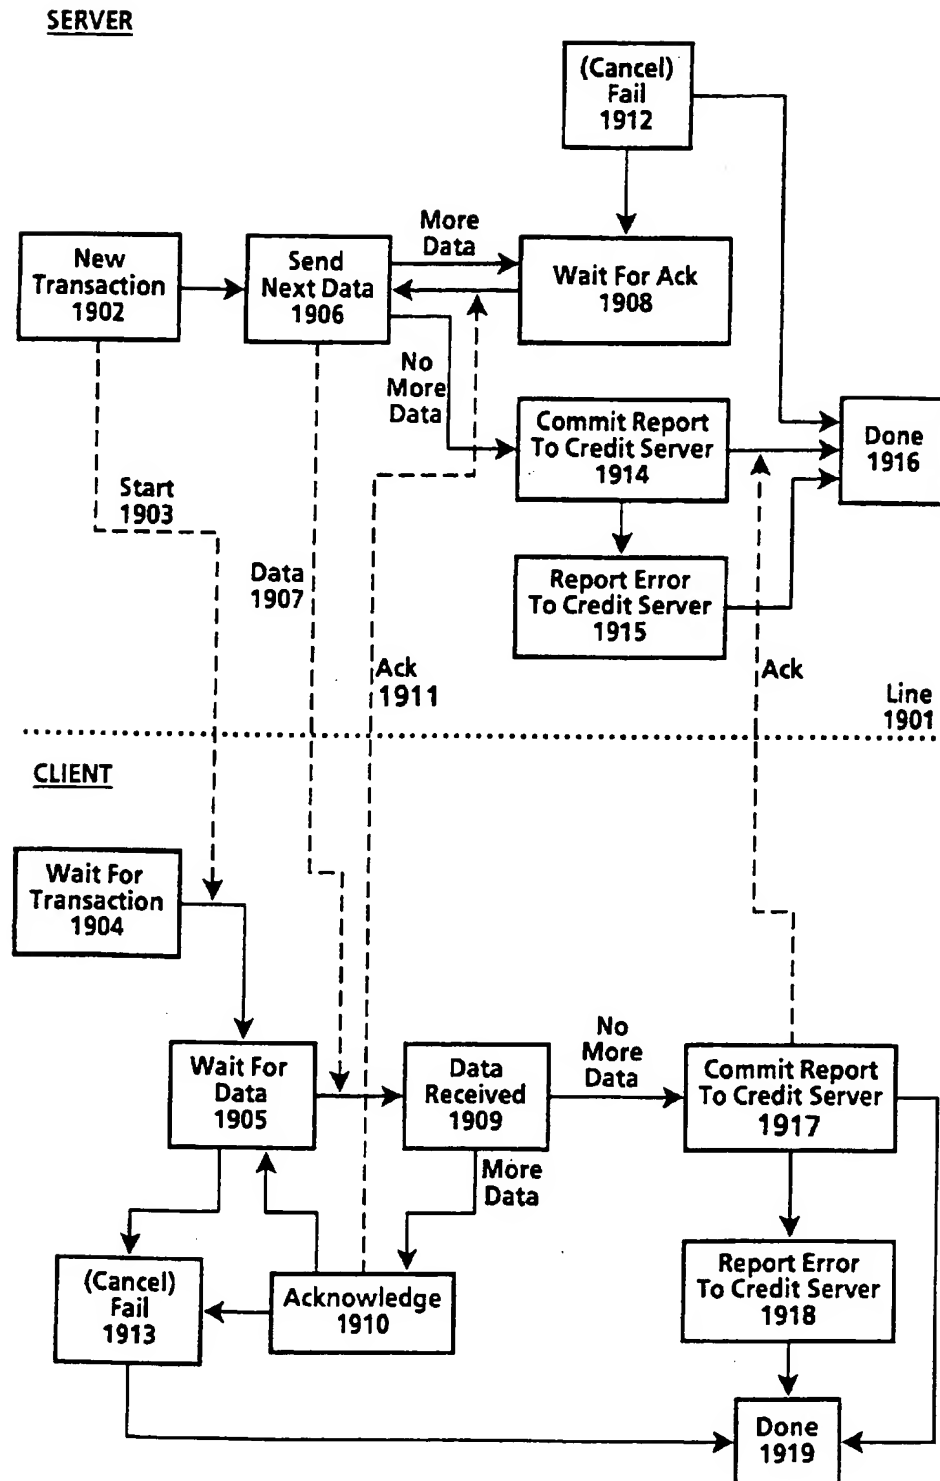 SERVER
(Cancel)
Fail
1912
More
Data
New
Transaction
1902
Send
Next Data
1906
Wait For Ack
1908
No
More
Data
Commit Report
To Credit Server
1914
Done
1916
Start
1903
Data
1907
Report Error
To Credit Server
1915
Ack
1911
Ack
Line
1901
CLIENT
Wait For
Transaction
1904
Wait For
Data
1905
Data
Received
1909
No
More
Data
Commit Report
To Credit Server
1917
More
Data
(Cancel)
Fail
1913
Acknowledge
1910
Report Error
To Credit Server
1918
Done
1919